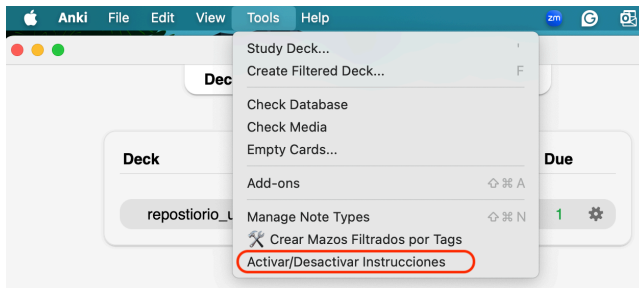 Anki File Edit View Tools Help zm G
Study Deck... '
Create Filtered Deck... F
Dec
Check Database
Check Media
Empty Cards...
Deck Due
Add-ons ⇧⌘A
repostiorio_u 1
Manage Note Types ⇧⌘N
🛠 Crear Mazos Filtrados por Tags
Activar/Desactivar Instrucciones